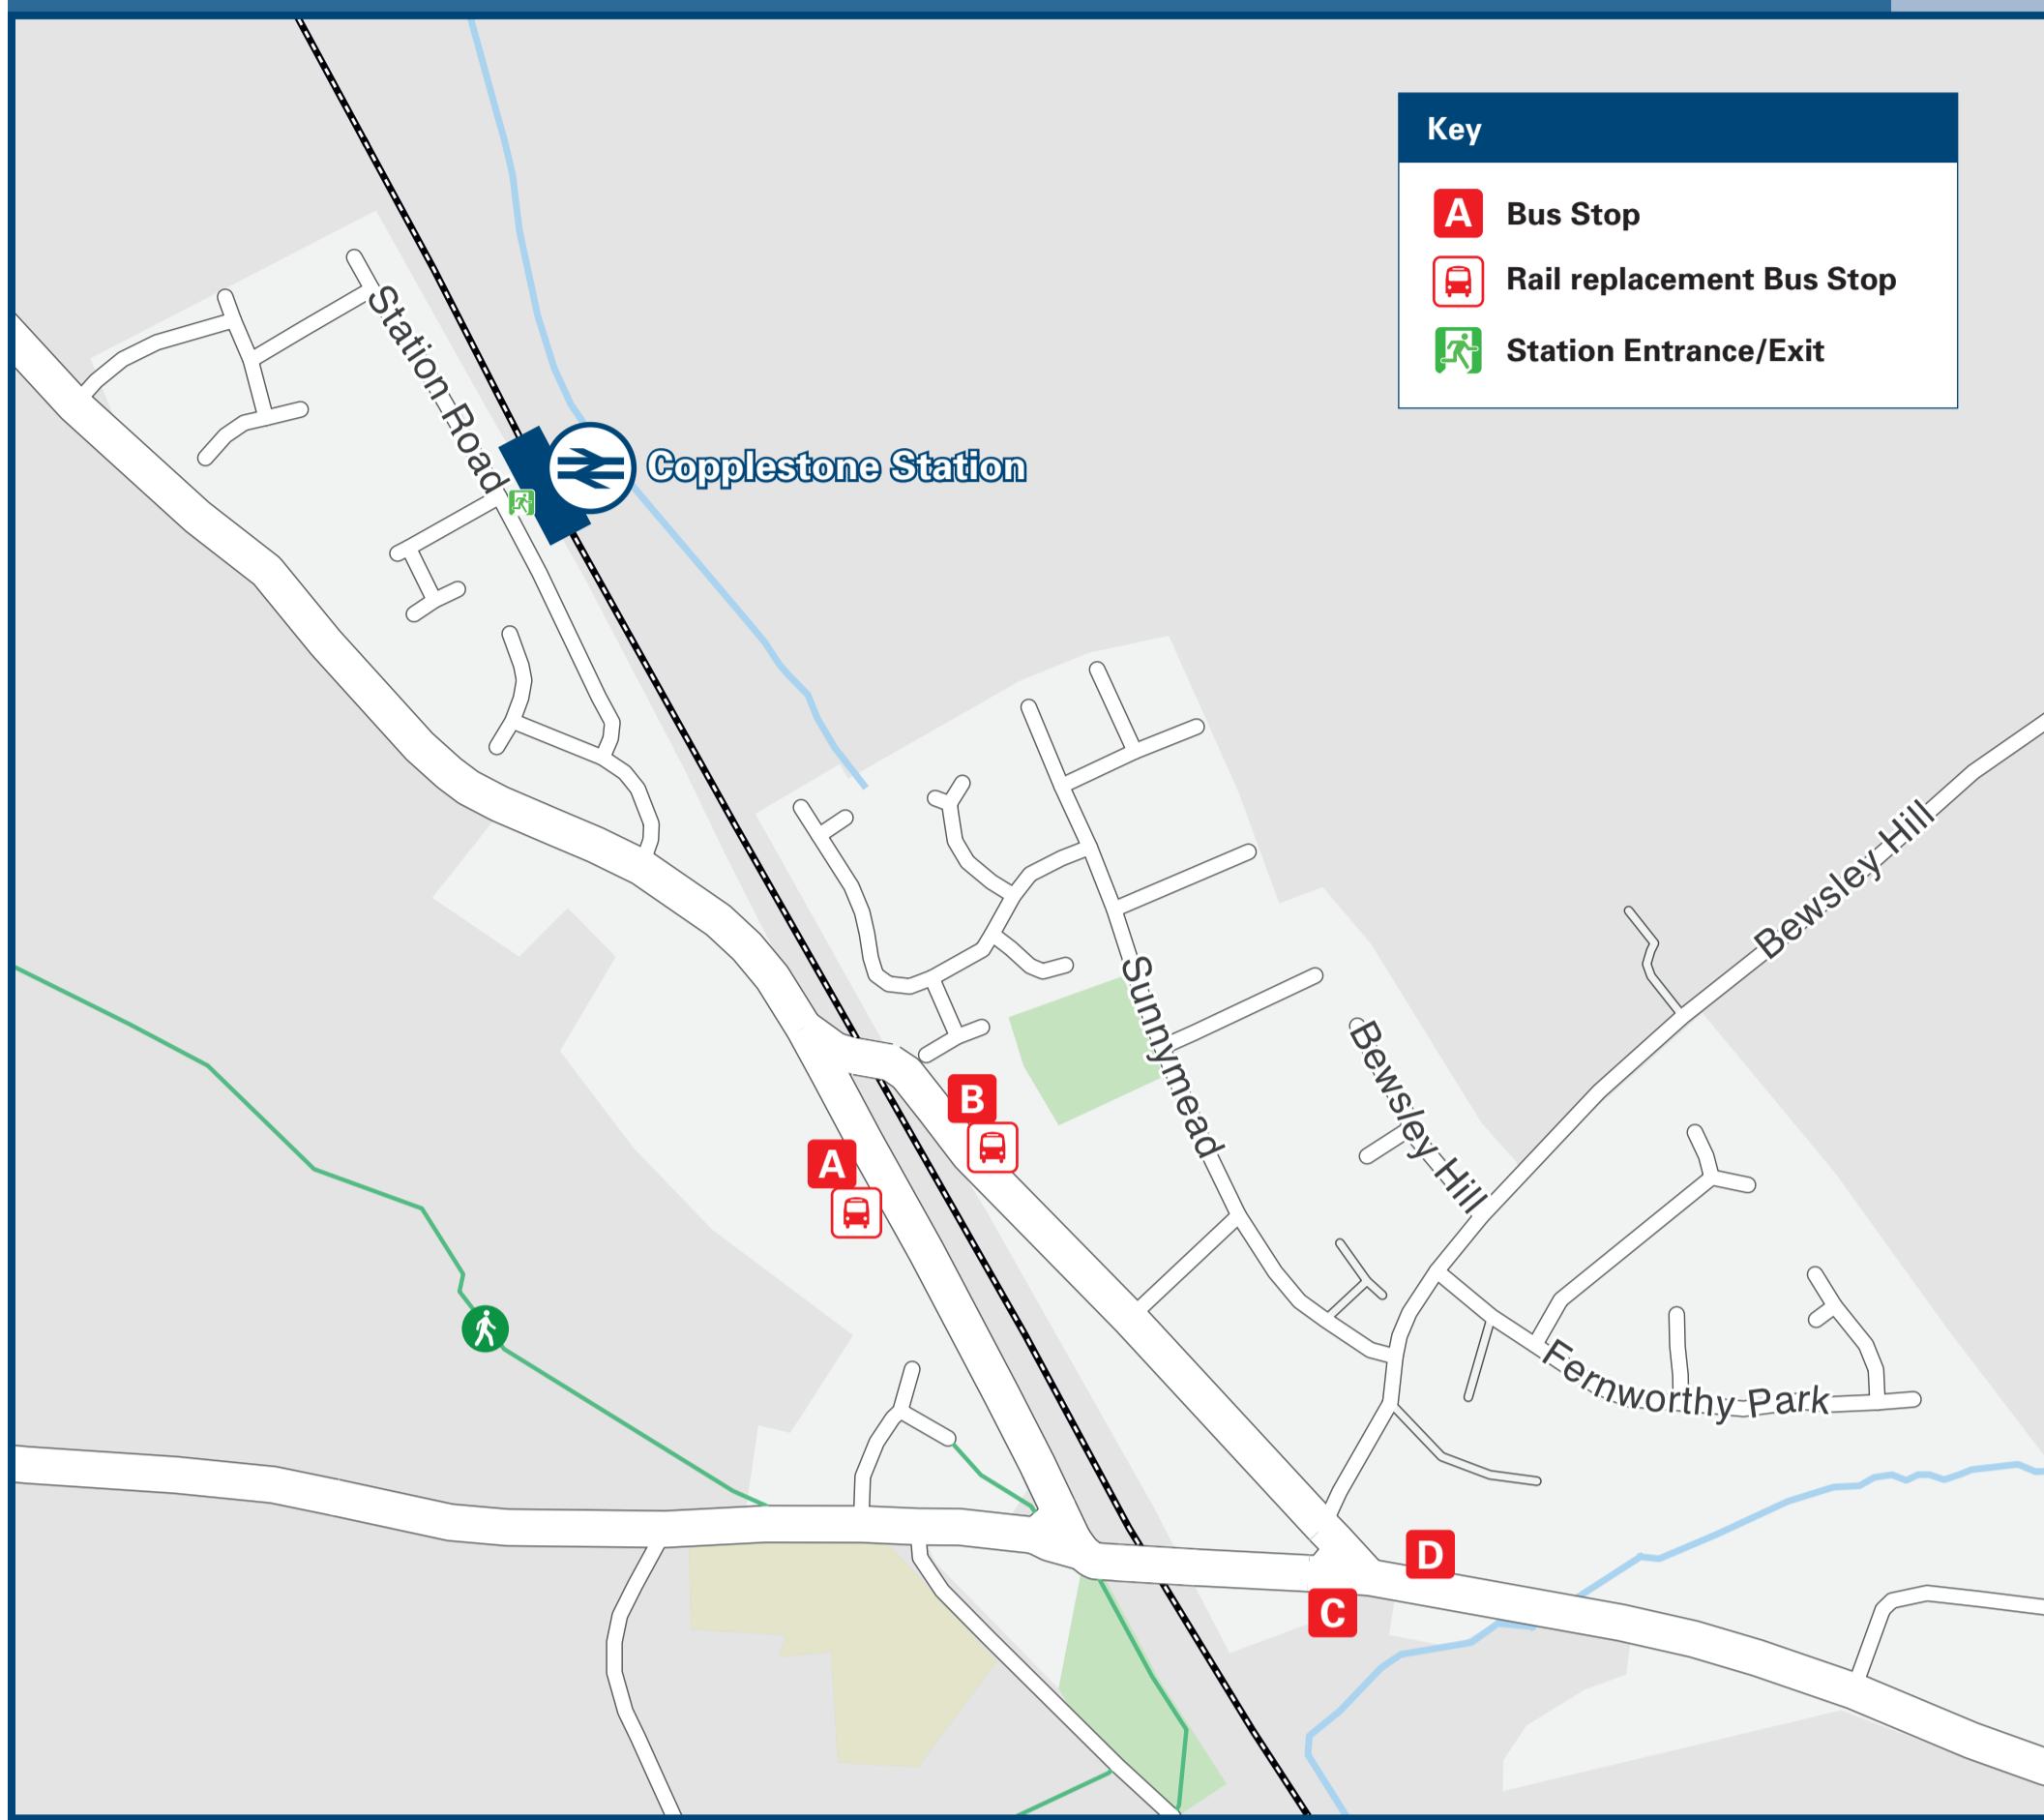 Key
A Bus Stop
Rail replacement Bus Stop
Station Entrance/Exit
Station Road
Copplestone Station
Bewsley Hill
Sunnymead
Bewsley Hill
B
A
Fernworthy Park
D
C